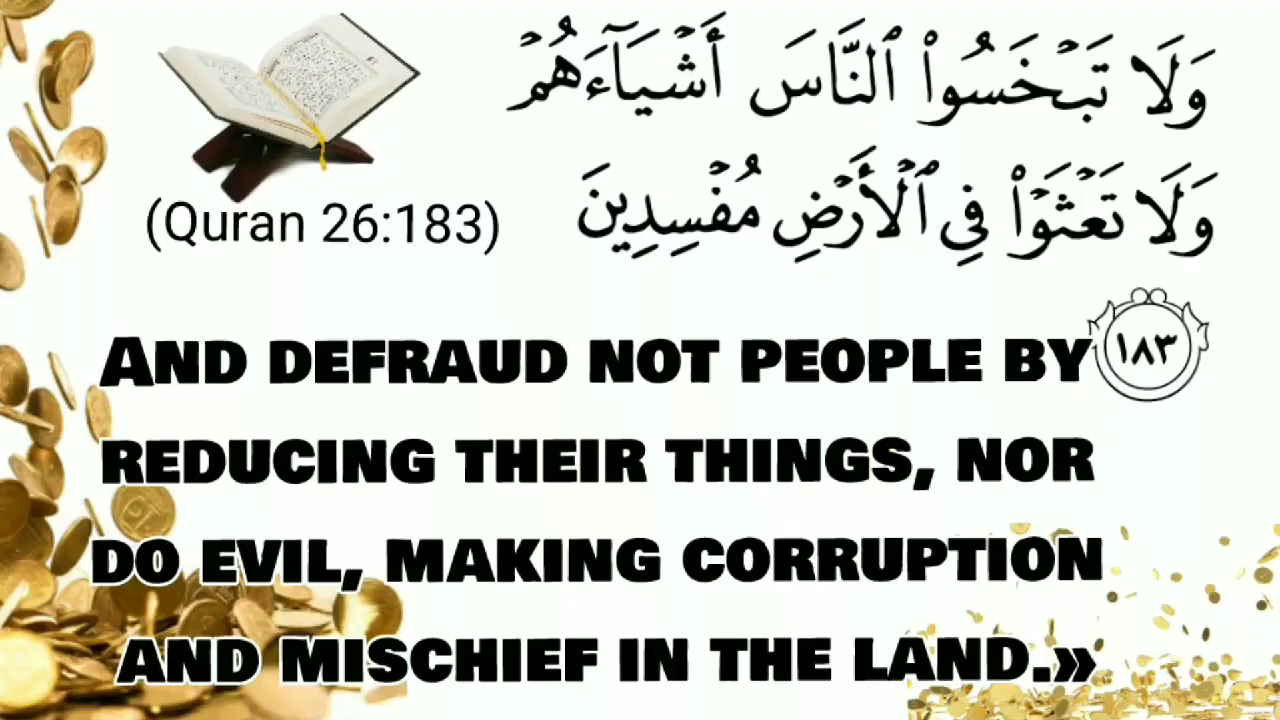 وَلَا تَبْخَسُوا۟ ٱلنَّاسَ أَشْيَآءَهُمْ
وَلَا تَعْثَوْا۟ فِى ٱلْأَرْضِ مُفْسِدِينَ
(Quran 26:183)
١٨٣
AND DEFRAUD NOT PEOPLE BY
REDUCING THEIR THINGS, NOR
DO EVIL, MAKING CORRUPTION
AND MISCHIEF IN THE LAND.»